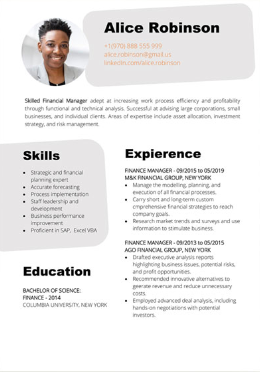 Alice Robinson
+1(970) 888 555 999
alice.robinson@gmail.us
linkedin.com/alice.robinson
Skilled Financial Manager adept at increasing work process efficiency and profitability
through functional and technical analysis. Successful at advising large corporations, small
businesses, and individual clients. Areas of expertise include asset allocation, investment
strategy, and risk management.
Skills
• Strategic and financial
planning expert
• Accurate forecasting
• Process Implementation
• Staff leadership and
development
• Business performance
improvement
• Proficient in SAP, Excel VBA
Education
BACHELOR OF SCIENCE:
FINANCE - 2014
COLUMBIA UNIVERSITY, NEW YORK
Expierence
FINANCE MANAGER - 09/2015 to 05/2019
M&K FINANCIAL GROUP, NEW YORK
• Manage the modelling, planning, and
execution of all financial processes.
• Carry short and long-term custom
comprehensive financial strategies to reach
company goals.
• Research market trends and surveys and use
information to stimulate business.
FINANCE MANAGER - 09/2013 to 05/2015
AGO FINANCIAL GROUP, NEW YORK
• Drafted executive analysis reports
highlighting business issues, potential risks,
and profit opportunities.
• Recommended innovative alternatives to
generate revenue and reduce unnecessary
costs.
• Employed advanced deal analysis, including
hands-on negotiations with potential
investors.